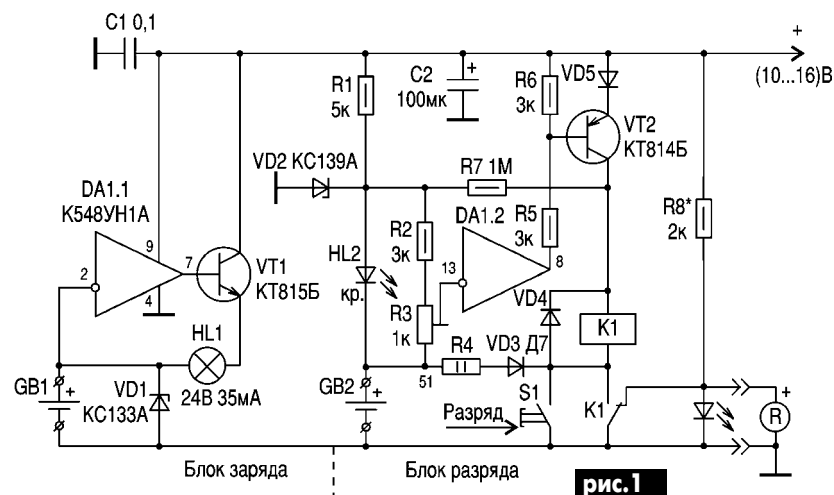 C1 0,1
+
(10...16)В
R1
5к
C2
+
100мк
R6
3к
VD5
VT2
КТ814Б
VD2 КС139А
R7 1М
DA1.1
К548УН1А
9
2
7
4
VT1
КТ815Б
HL2
кр.
R2
3к
DA1.2
13
8
R5
3к
R8*
2к
R3
1к
VD4
K1
HL1
24В 35мА
GB1
+
VD1
КС133А
GB2
+
51
R4
VD3 Д7
S1
Разряд
K1
+
R
Блок заряда
Блок разряда
рис.1